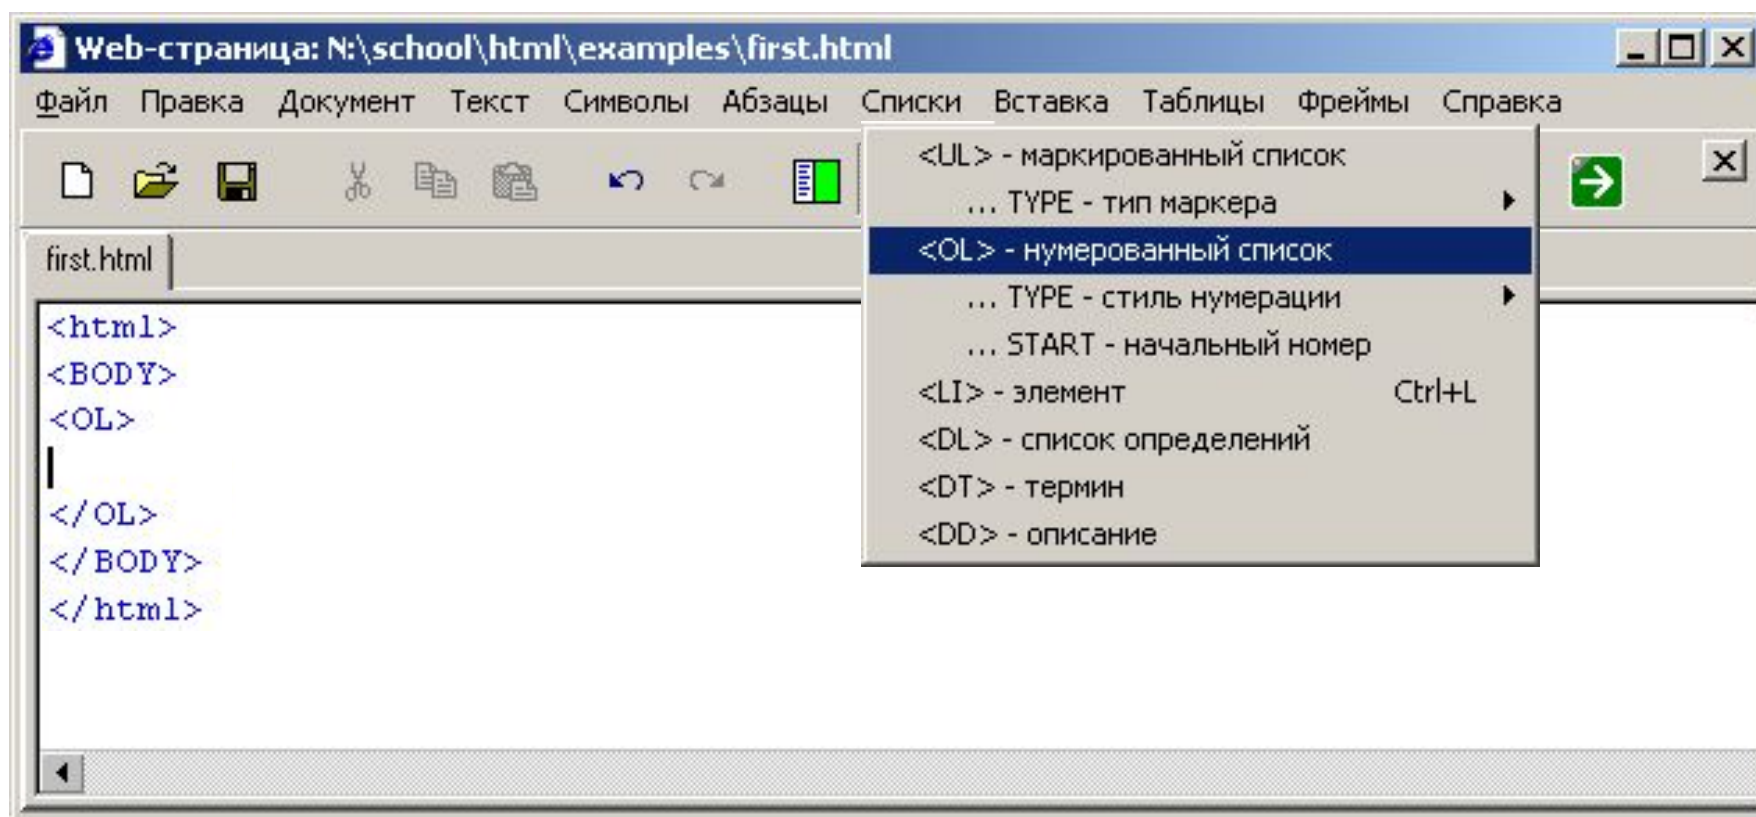 Web-страница: N:\school\html\examples\first.html
Файл Правка Документ Текст Символы Абзацы Списки Вставка Таблицы Фреймы Справка
<UL> - маркированный список
... TYPE - тип маркера
<OL> - нумерованный список
... TYPE - стиль нумерации
... START - начальный номер
<LI> - элемент Ctrl+L
<DL> - список определений
<DT> - термин
<DD> - описание
first.html
<html>
<BODY>
<OL>
</OL>
</BODY>
</html>